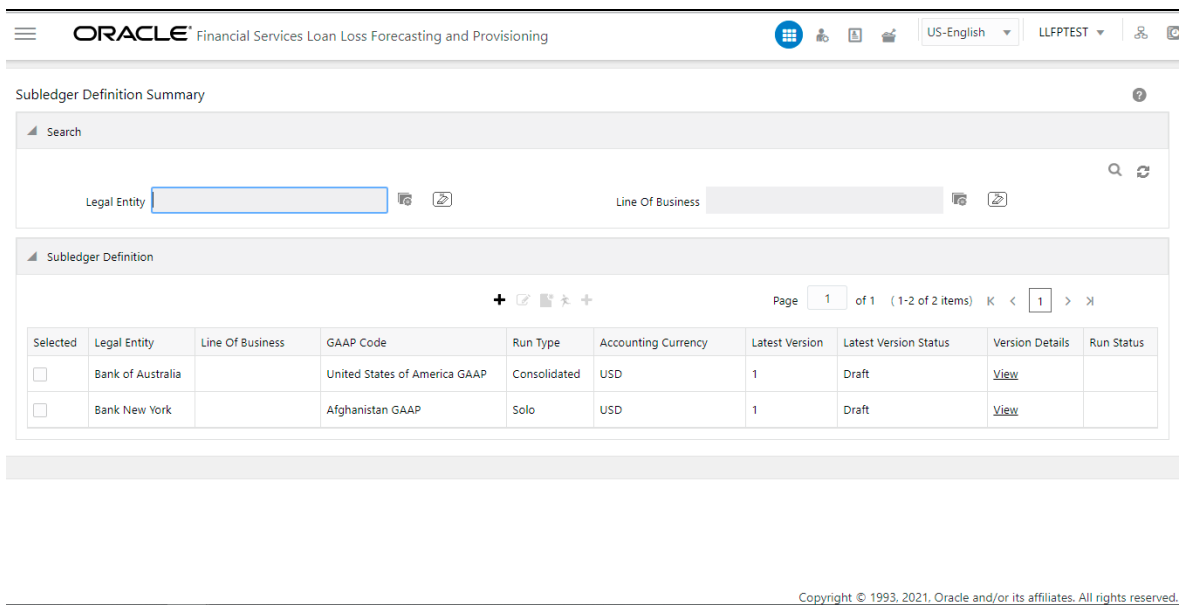 ORACLE® Financial Services Loan Loss Forecasting and Provisioning US-English LLFPTEST
Subledger Definition Summary
Search
Legal Entity Line Of Business
Subledger Definition
Page 1 of 1 (1-2 of 2 items) 1
Selected Legal Entity Line Of Business GAAP Code Run Type Accounting Currency Latest Version Latest Version Status Version Details Run Status
Bank of Australia United States of America GAAP Consolidated USD 1 Draft View
Bank New York Afghanistan GAAP Solo USD 1 Draft View
Copyright © 1993, 2021, Oracle and/or its affiliates. All rights reserved.